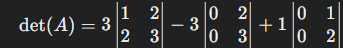 det(A) = 3 |1 2; 2 3| − 3 |0 2; 0 3| + 1 |0 1; 0 2|